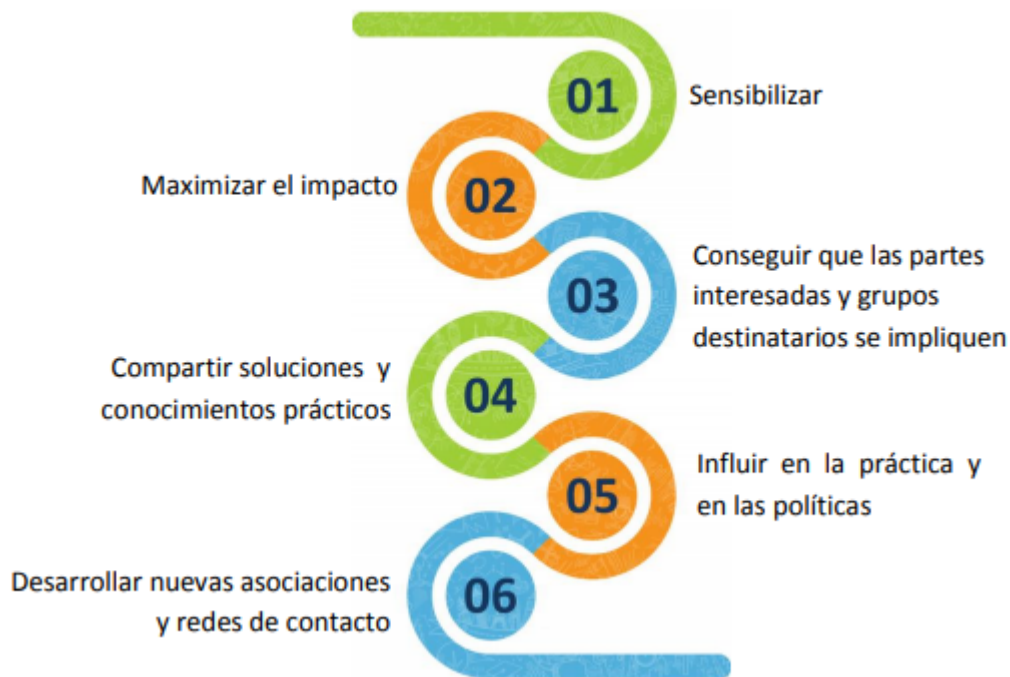 01
Sensibilizar
Maximizar el impacto
02
Conseguir que las partes
interesadas y grupos
destinatarios se impliquen
03
Compartir soluciones y
conocimientos prácticos
04
Influir en la práctica y
en las políticas
05
Desarrollar nuevas asociaciones
y redes de contacto
06